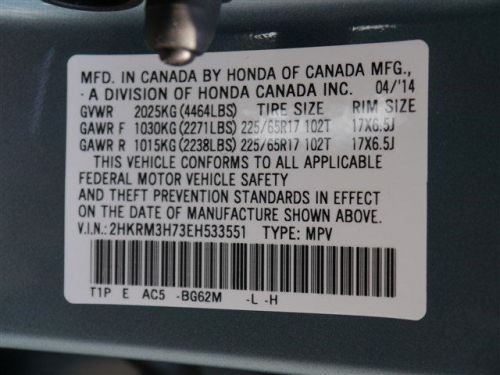 MFD. IN CANADA BY HONDA OF CANADA MFG.,
· A DIVISION OF HONDA CANADA INC. 04/'14
GVWR 2025KG(4464LBS) TIRE SIZE RIM SIZE
GAWR F 1030KG(2271LBS) 225/65R17 102T 17X6.5J
GAWR R 1015KG(2238LBS) 225/65R17 102T 17X6.5J
THIS VEHICLE CONFORMS TO ALL APPLICABLE
FEDERAL MOTOR VEHICLE SAFETY
AND THEFT PREVENTION STANDARDS IN EFFECT
ON THE DATE OF MANUFACTURE SHOWN ABOVE.
V.I.N.:2HKRM3H73EH533551 TYPE: MPV
T1P E AC5 -BG62M -L -H